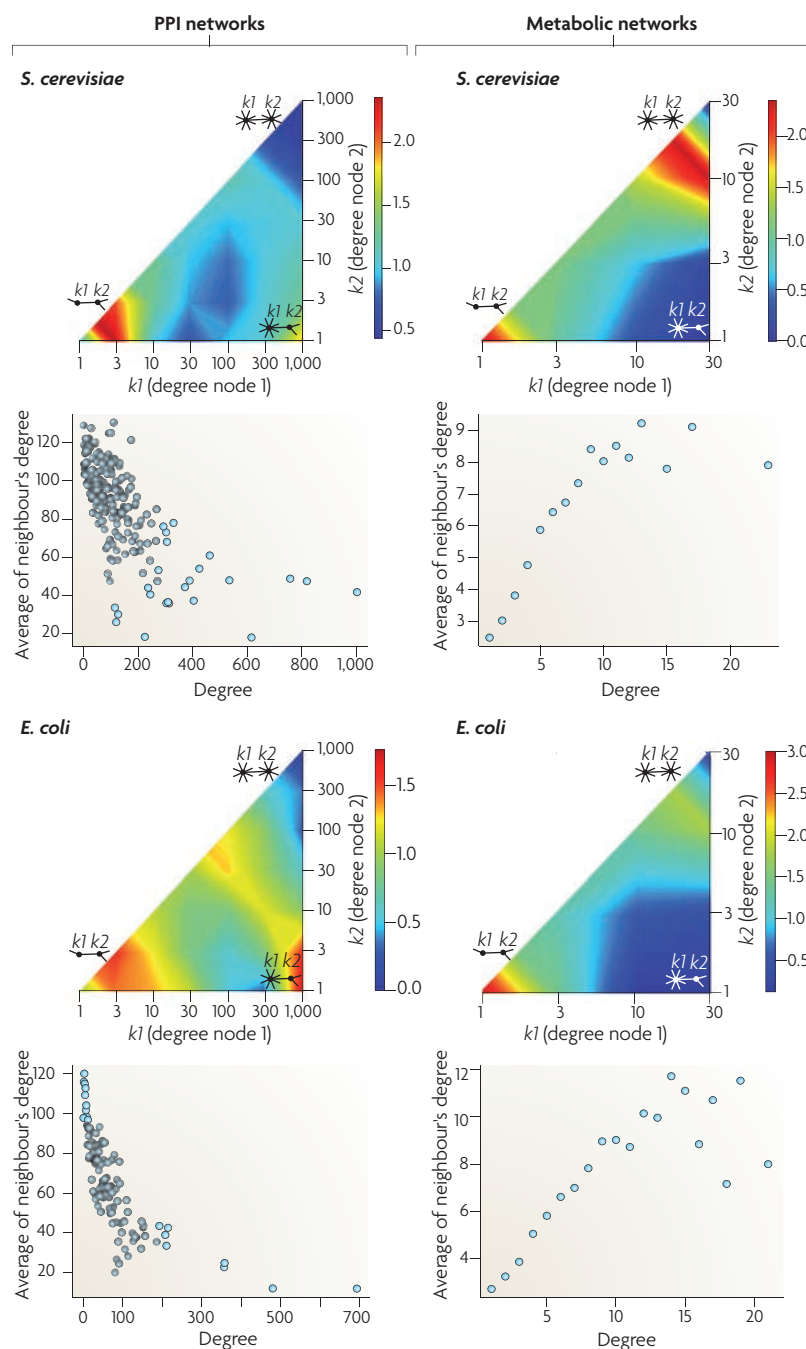 PPI networks
Metabolic networks
S. cerevisiae
S. cerevisiae
k1 k2
1,000
300
100
30
10
3
1
k2 (degree node 2)
2.0
1.5
1.0
0.5
k1 k2
k1 k2
1 3 10 30 100 300 1,000
k1 (degree node 1)
k1 k2
30
10
3
1
k2 (degree node 2)
2.0
1.5
1.0
0.5
0.0
k1 k2
k1 k2
1 3 10 30
k1 (degree node 1)
Average of neighbour's degree
120
100
80
60
40
20
0 200 400 600 800 1,000
Degree
Average of neighbour's degree
9
8
7
6
5
4
3
5 10 15 20
Degree
E. coli
E. coli
k1 k2
1,000
300
100
30
10
3
1
k2 (degree node 2)
1.5
1.0
0.5
0.0
k1 k2
k1 k2
1 3 10 30 100 300 1,000
k1 (degree node 1)
k1 k2
30
10
3
1
k2 (degree node 2)
3.0
2.5
2.0
1.5
1.0
0.5
k1 k2
k1 k2
1 3 10 30
k1 (degree node 1)
Average of neighbour's degree
120
100
80
60
40
20
0 100 300 500 700
Degree
Average of neighbour's degree
12
10
8
6
4
5 10 15 20
Degree